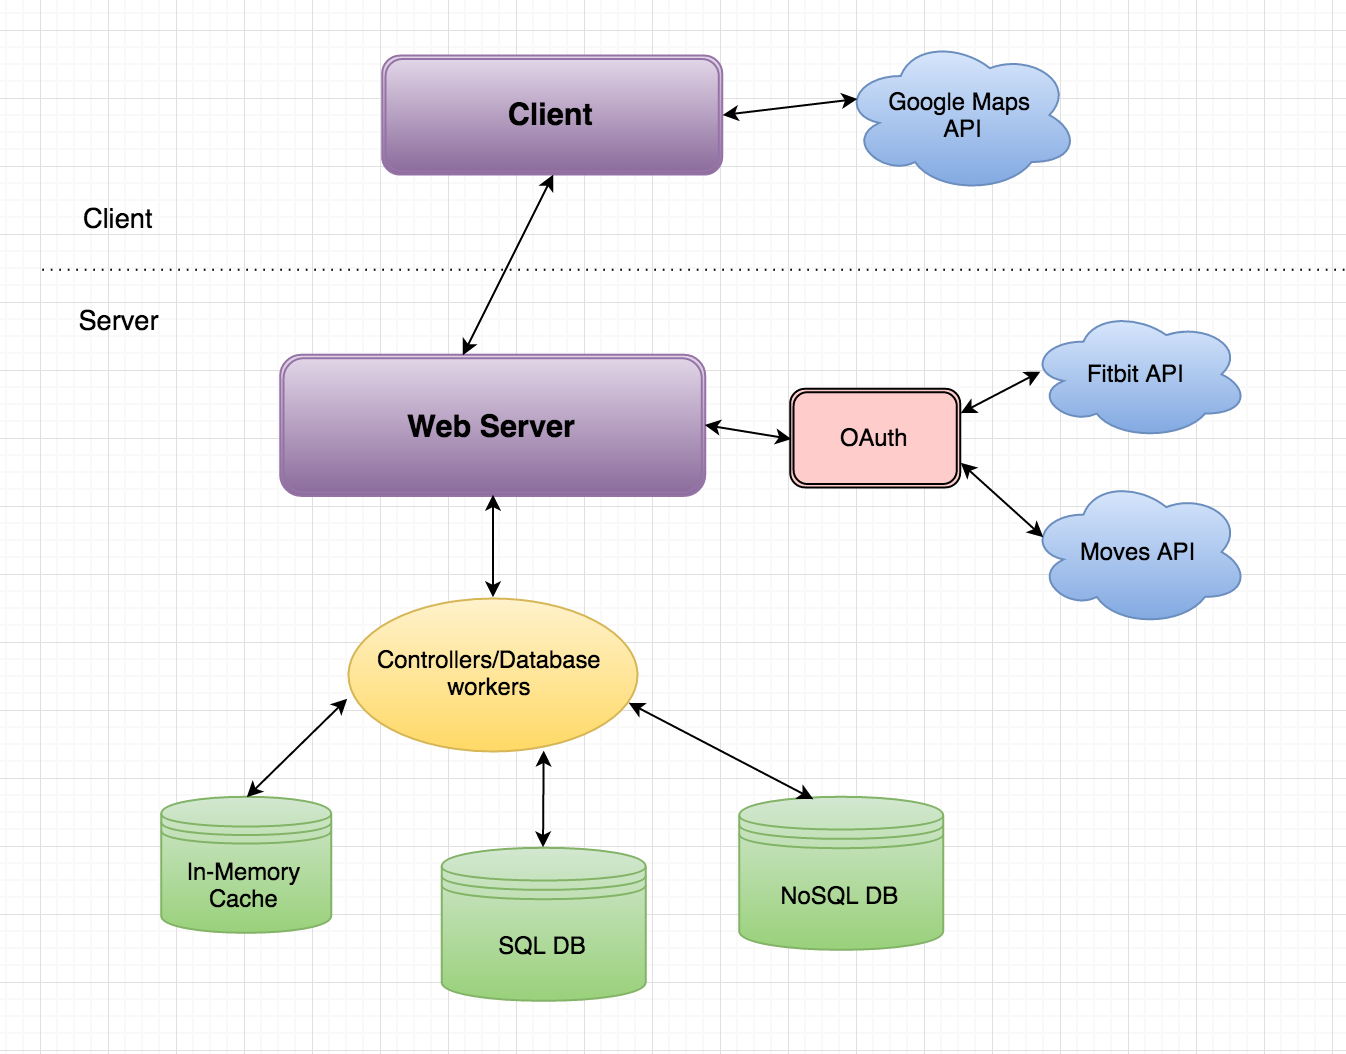 Client
Google Maps
API
Client
Server
Web Server
OAuth
Fitbit API
Moves API
Controllers/Database
workers
In-Memory
Cache
SQL DB
NoSQL DB